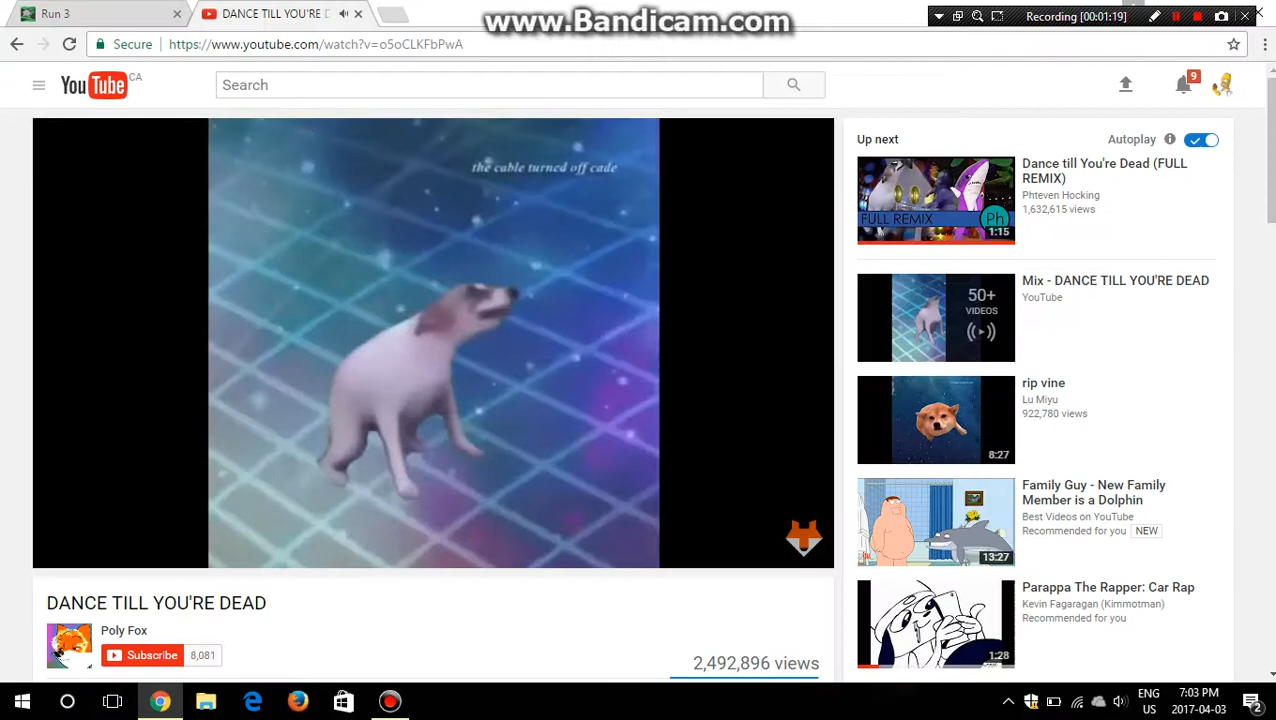 www.Bandicam.com
Run 3
DANCE TILL YOU'RE D
Recording [00:01:19]
Secure
https://www.youtube.com/watch?v=o5oCLKFbPwA
YouTube CA
Search
9
the cable turned off cade
Up next
Autoplay
FULL REMIX
Ph
1:15
Dance till You're Dead (FULL
REMIX)
Phteven Hocking
1,632,615 views
50+
VIDEOS
Mix - DANCE TILL YOU'RE DEAD
YouTube
8:27
rip vine
Lu Miyu
922,780 views
13:27
Family Guy - New Family
Member is a Dolphin
Best Videos on YouTube
Recommended for you
NEW
1:28
Parappa The Rapper: Car Rap
Kevin Fagaragan (Kimmotman)
Recommended for you
DANCE TILL YOU'RE DEAD
Poly Fox
Subscribe
8,081
2,492,896 views
ENG
US
7:03 PM
2017-04-03
2